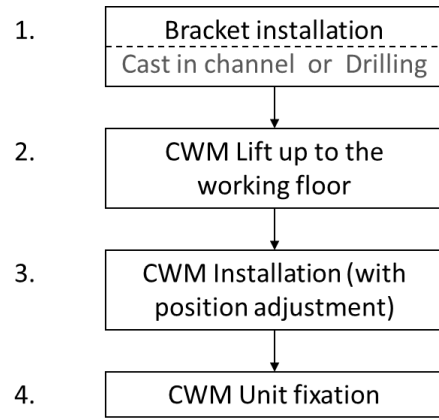 1.
Bracket installation
Cast in channel or Drilling
2.
CWM Lift up to the
working floor
3.
CWM Installation (with
position adjustment)
4.
CWM Unit fixation